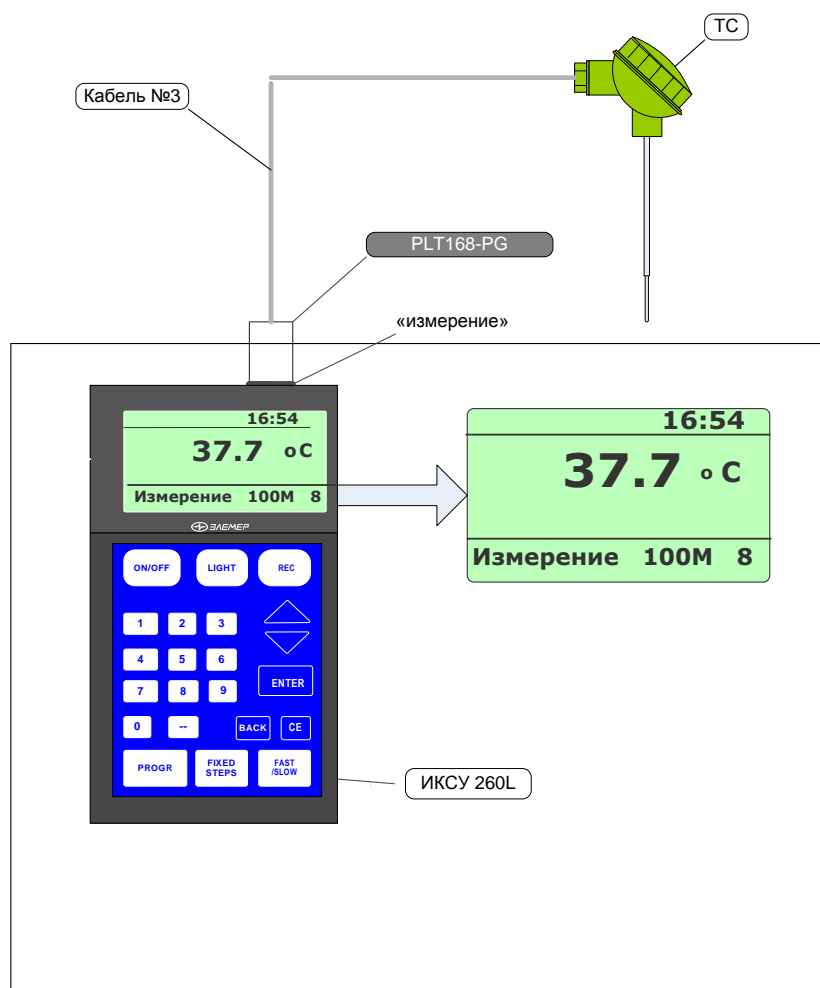 ТС
Кабель №3
PLT168-PG
«измерение»
16:54
37.7 оС
Измерение 100М 8
ЭЛЕМЕР
16:54
37.7 о С
Измерение 100М 8
ON/OFF LIGHT REC
1 2 3
4 5 6
ENTER
7 8 9
0 -- BACK CE
PROGR FIXED STEPS FAST /SLOW
ИКСУ 260L